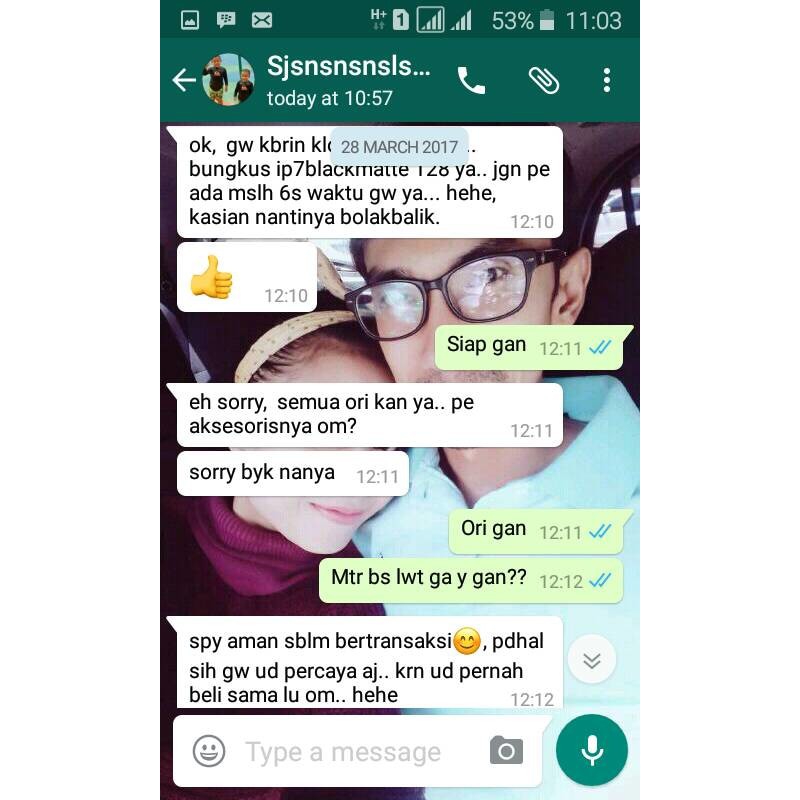 H+ 1 53% 11:03
Sjsnsnsnsls...
today at 10:57
28 MARCH 2017
ok, gw kbrin ..
bungkus ip7blackmatte 128 ya.. jgn pe
ada mslh 6s waktu gw ya... hehe,
kasian nantinya bolakbalik. 12:10
👍 12:10
Siap gan 12:11
eh sorry, semua ori kan ya.. pe
aksesorisnya om? 12:11
sorry byk nanya 12:11
Ori gan 12:11
Mtr bs lwt ga y gan?? 12:12
spy aman sblm bertransaksi😊, pdhal
sih gw ud percaya aj.. krn ud pernah
beli sama lu om.. hehe 12:12
Type a message